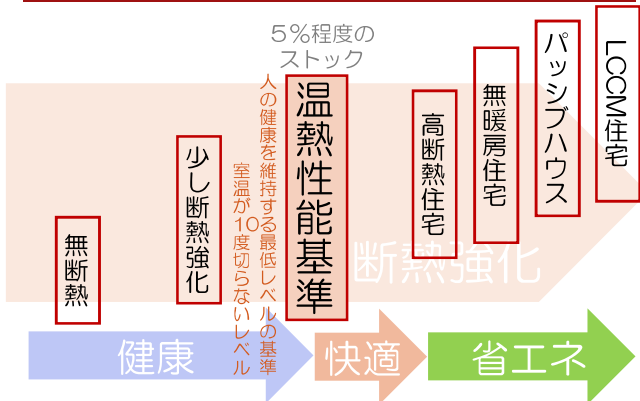 5%程度の
ストック
無断熱
少し断熱強化
人の健康を維持する最低レベルの基準
室温が10度切らないレベル
温熱性能基準
高断熱住宅
無暖房住宅
パッシブハウス
LCCM住宅
断熱強化
健康
快適
省エネ